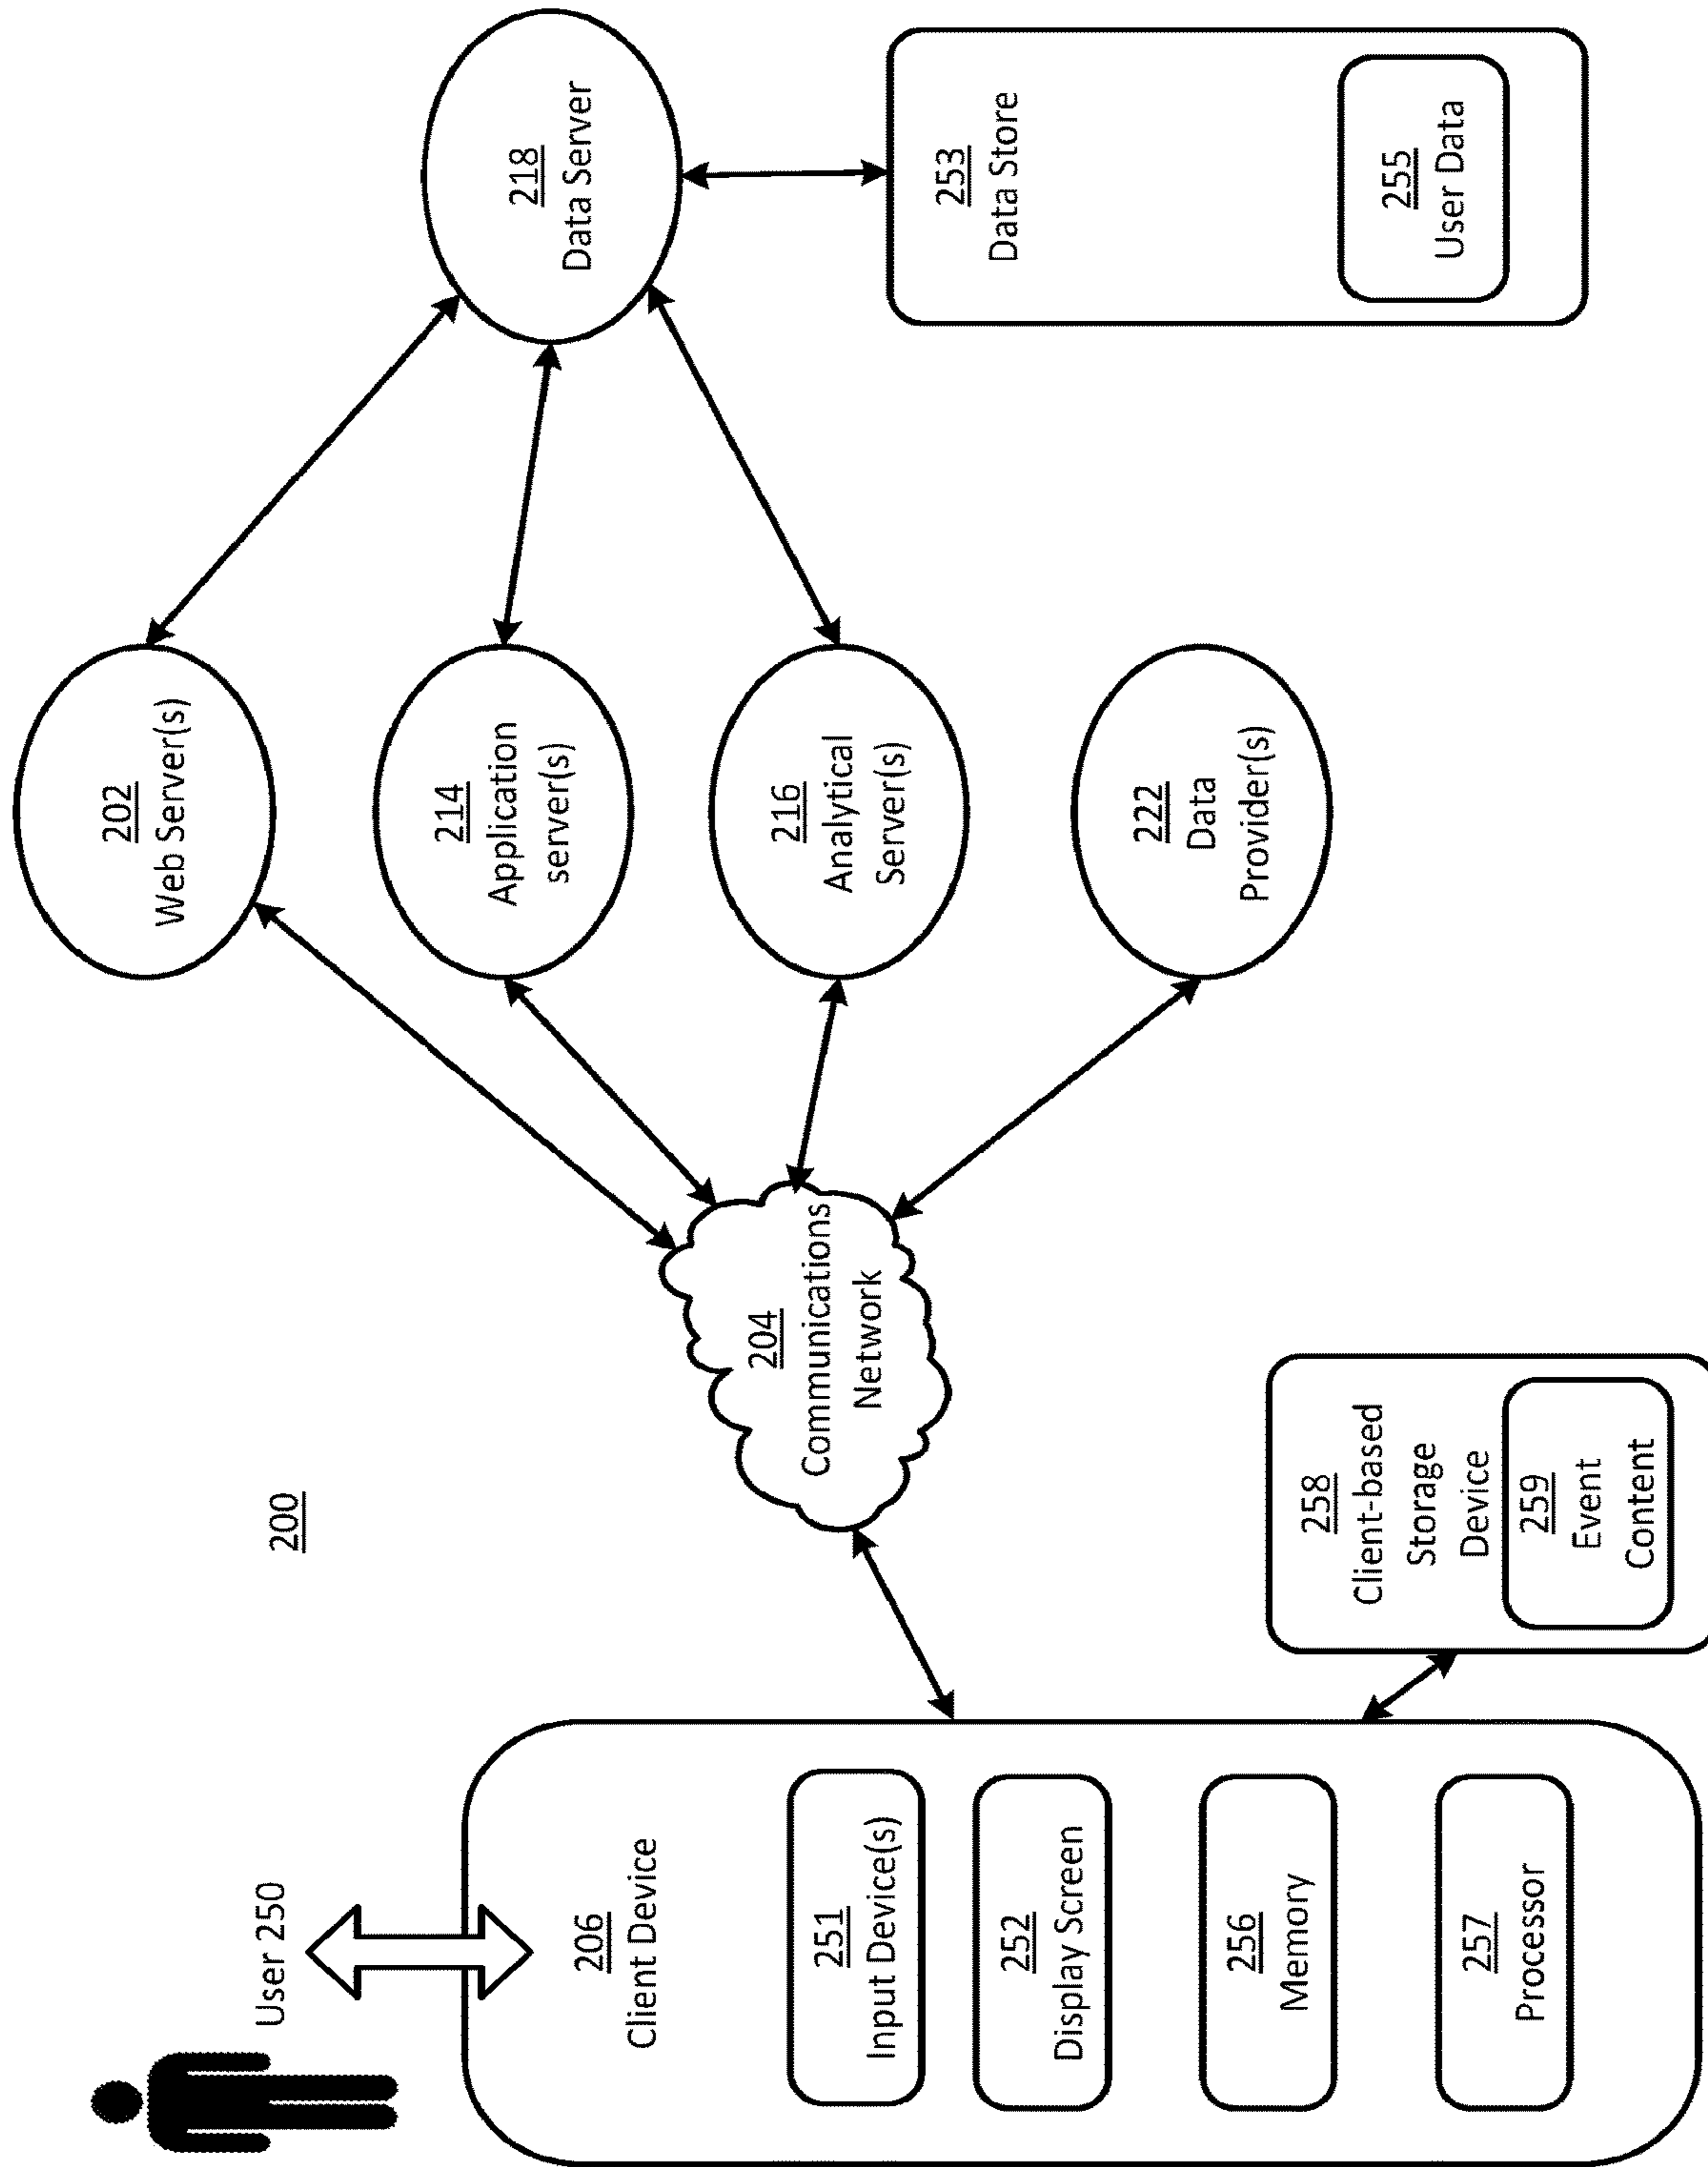 200
User 250
206
Client Device
251
Input Device(s)
252
Display Screen
256
Memory
257
Processor
258
Client-based
Storage
Device
259
Event
Content
204
Communications
Network
202
Web Server(s)
214
Application
server(s)
216
Analytical
Server(s)
222
Data
Provider(s)
218
Data Server
253
Data Store
255
User Data